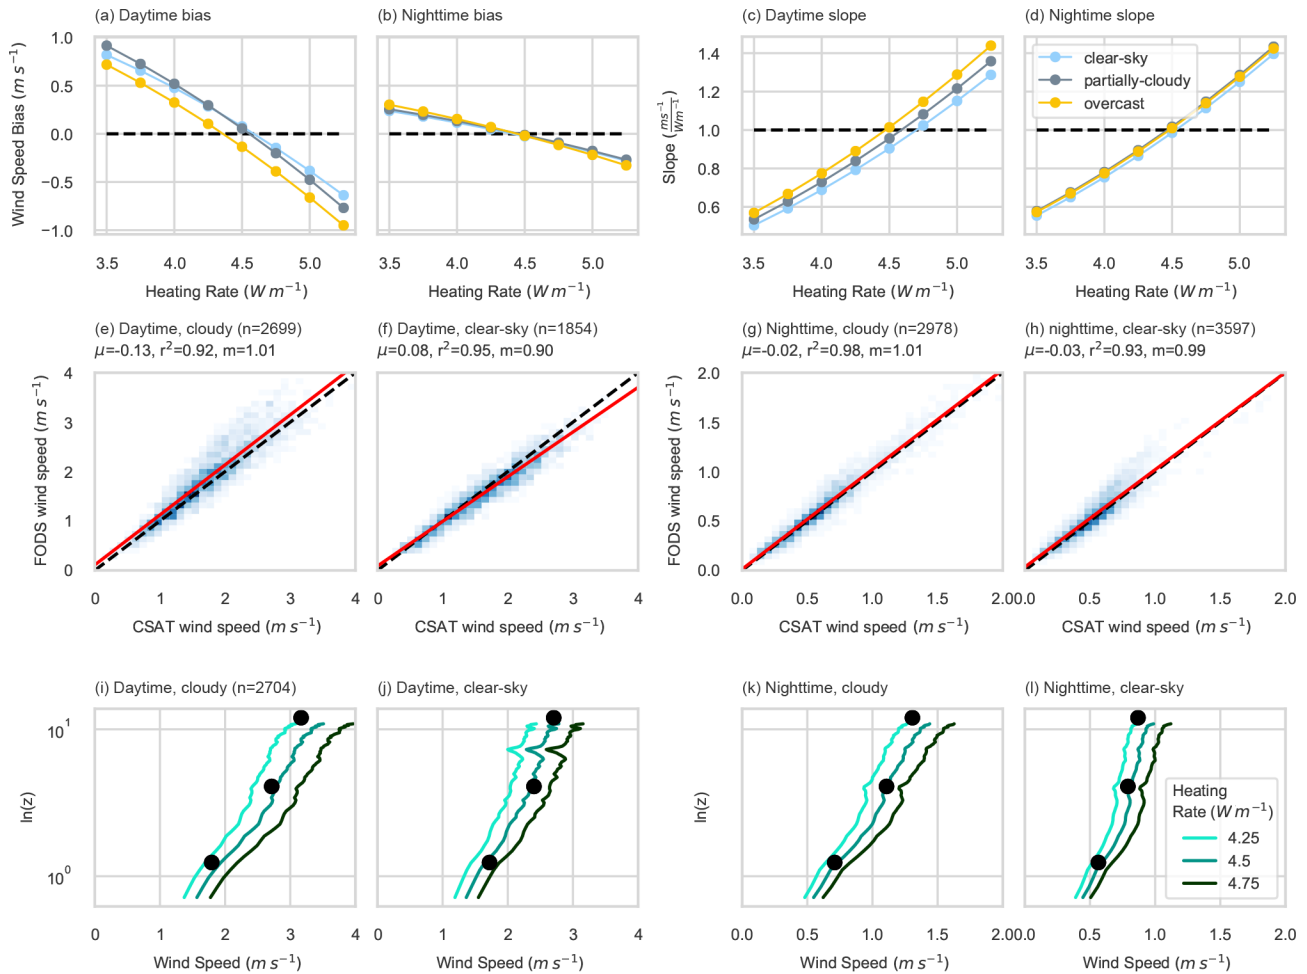 (a) Daytime bias
(b) Nighttime bias
(c) Daytime slope
(d) Nightime slope
Wind Speed Bias (m s⁻¹)
1.0
0.5
0.0
−0.5
−1.0
3.5 4.0 4.5 5.0
Heating Rate (W m⁻¹)
3.5 4.0 4.5 5.0
Heating Rate (W m⁻¹)
Slope (ms⁻¹/Wm⁻¹)
1.4
1.2
1.0
0.8
0.6
3.5 4.0 4.5 5.0
Heating Rate (W m⁻¹)
clear-sky
partially-cloudy
overcast
3.5 4.0 4.5 5.0
Heating Rate (W m⁻¹)
(e) Daytime, cloudy (n=2699)
μ=-0.13, r²=0.92, m=1.01
(f) Daytime, clear-sky (n=1854)
μ=0.08, r²=0.95, m=0.90
(g) Nighttime, cloudy (n=2978)
μ=-0.02, r²=0.98, m=1.01
(h) nighttime, clear-sky (n=3597)
μ=-0.03, r²=0.93, m=0.99
FODS wind speed (m s⁻¹)
4
3
2
1
0
0 1 2 3 4
CSAT wind speed (m s⁻¹)
0 1 2 3 4
CSAT wind speed (m s⁻¹)
FODS wind speed (m s⁻¹)
2.0
1.5
1.0
0.5
0.0
0.0 0.5 1.0 1.5 2.0
CSAT wind speed (m s⁻¹)
0.0 0.5 1.0 1.5 2.0
CSAT wind speed (m s⁻¹)
(i) Daytime, cloudy (n=2704)
(j) Daytime, clear-sky
(k) Nighttime, cloudy
(l) Nighttime, clear-sky
ln(z)
10¹
10⁰
0 1 2 3 4
Wind Speed (m s⁻¹)
0 1 2 3 4
Wind Speed (m s⁻¹)
ln(z)
0.0 0.5 1.0 1.5 2.0
Wind Speed (m s⁻¹)
Heating
Rate (W m⁻¹)
4.25
4.5
4.75
0.0 0.5 1.0 1.5 2.0
Wind Speed (m s⁻¹)